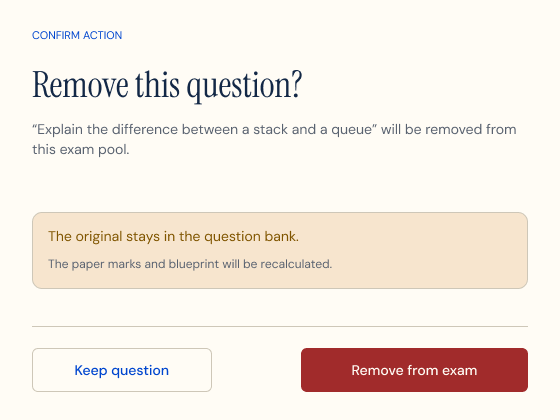 CONFIRM ACTION
Remove this question?
“Explain the difference between a stack and a queue” will be removed from
this exam pool.
The original stays in the question bank.
The paper marks and blueprint will be recalculated.
Keep question
Remove from exam